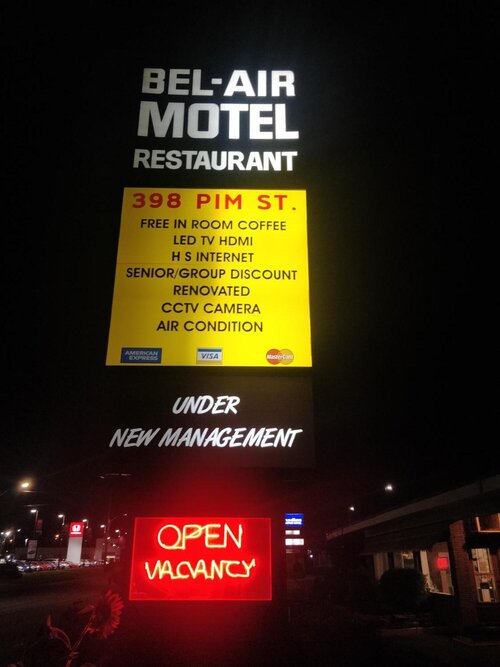 BEL-AIR
MOTEL
RESTAURANT
398 PIM ST.
FREE IN ROOM COFFEE
LED TV HDMI
H S INTERNET
SENIOR/GROUP DISCOUNT
RENOVATED
CCTV CAMERA
AIR CONDITION
AMERICAN
EXPRESS
VISA
MasterCard
UNDER
NEW MANAGEMENT
OPEN
VACANCY